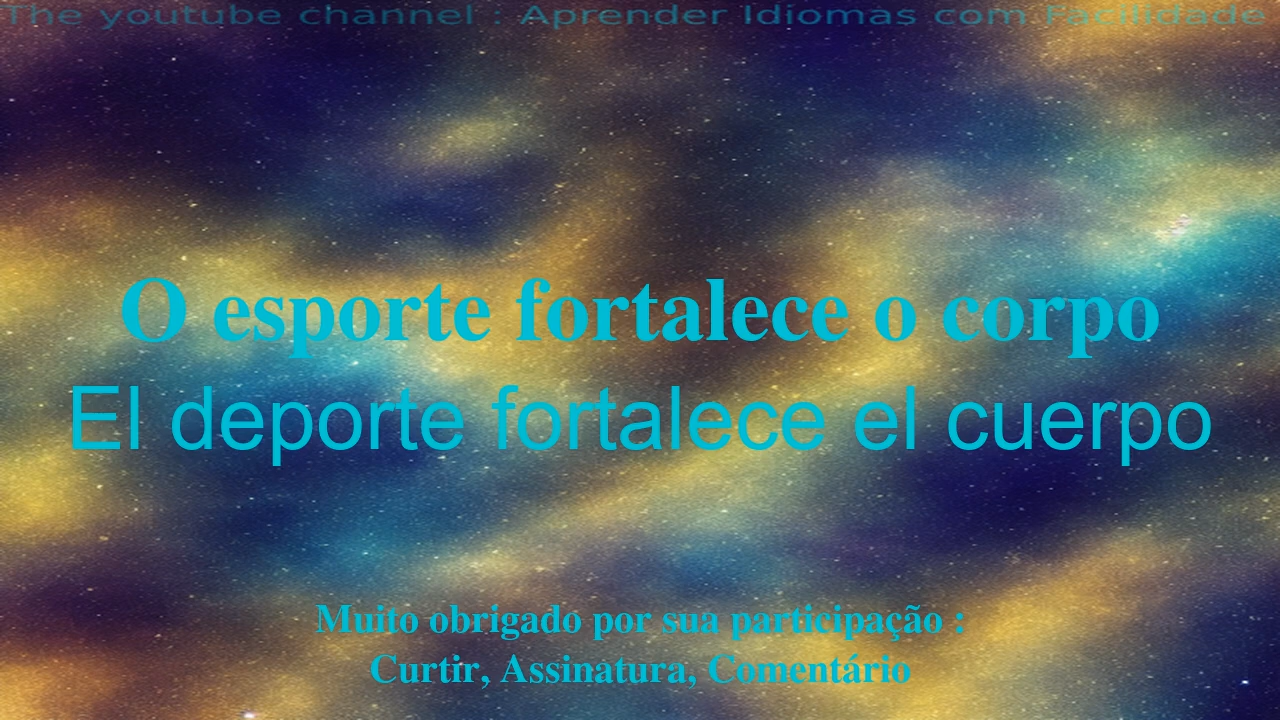 The youtube channel : Aprender Idiomas com Facilidade
O esporte fortalece o corpo
El deporte fortalece el cuerpo
Muito obrigado por sua participação :
Curtir, Assinatura, Comentário